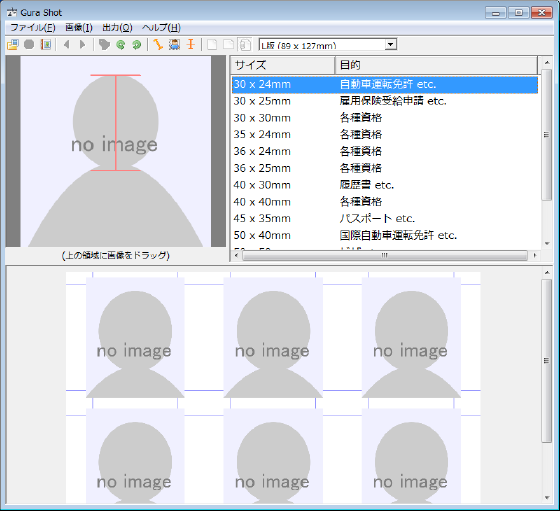 Gura Shot
ファイル(F) 画像(I) 出力(O) ヘルプ(H)
L版 (89 x 127mm)
no image
(上の領域に画像をドラッグ)
サイズ 目的
30 x 24mm 自動車運転免許 etc.
30 x 25mm 雇用保険受給申請 etc.
30 x 30mm 各種資格
35 x 24mm 各種資格
36 x 24mm 各種資格
36 x 25mm 各種資格
40 x 30mm 履歴書 etc.
40 x 40mm 各種資格
45 x 35mm パスポート etc.
50 x 40mm 国際自動車運転免許 etc.
no image no image no image
no image no image no image